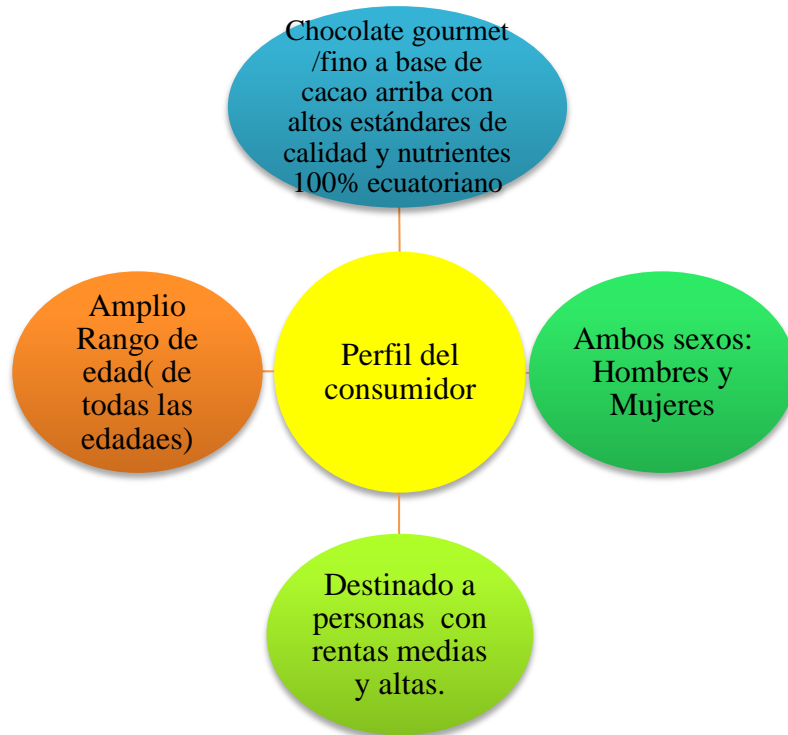 Chocolate gourmet
/fino a base de
cacao arriba con
altos estándares de
calidad y nutrientes
100% ecuatoriano
Amplio
Rango de
edad( de
todas las
edadaes)
Perfil del
consumidor
Ambos sexos:
Hombres y
Mujeres
Destinado a
personas con
rentas medias
y altas.